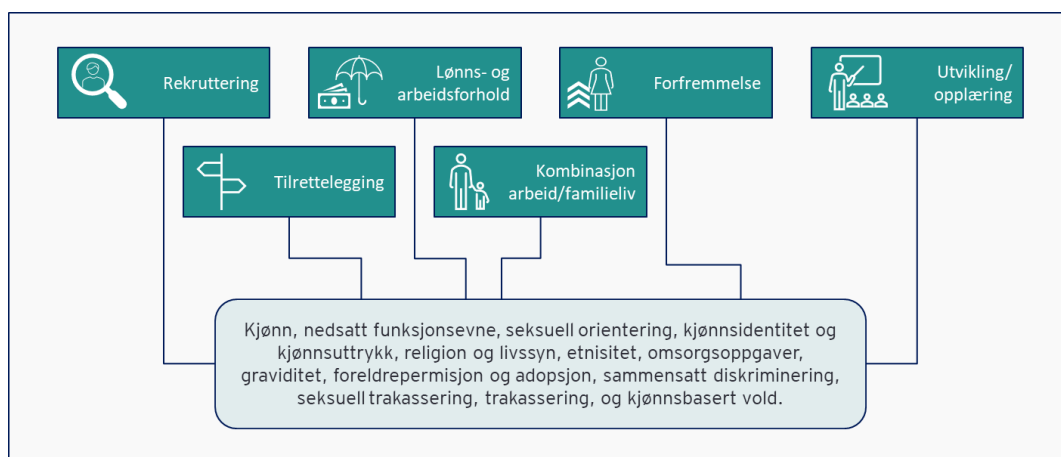 Rekruttering
Lønns- og
arbeidsforhold
Forfremmelse
Utvikling/
opplæring
Tilrettelegging
Kombinasjon
arbeid/familieliv
Kjønn, nedsatt funksjonsevne, seksuell orientering, kjønnsidentitet og
kjønnsuttrykk, religion og livssyn, etnisitet, omsorgsoppgaver,
graviditet, foreldrepermisjon og adopsjon, sammensatt diskriminering,
seksuell trakassering, trakassering, og kjønnsbasert vold.